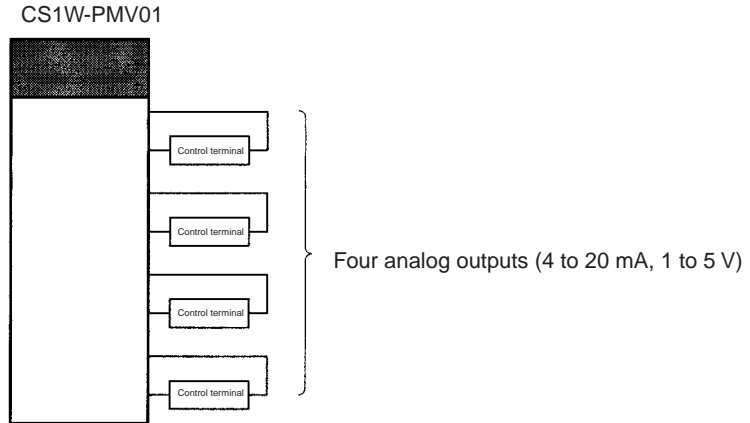 CS1W-PMV01
Control terminal
Control terminal
Four analog outputs (4 to 20 mA, 1 to 5 V)
Control terminal
Control terminal